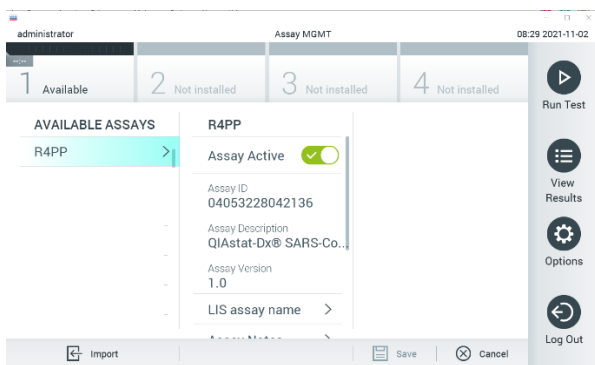 administrator
Assay MGMT
08:29 2021-11-02
1 Available
2 Not installed
3 Not installed
4 Not installed
Run Test
View
Results
Options
Log Out
AVAILABLE ASSAYS
R4PP
R4PP
Assay Active
Assay ID
04053228042136
Assay Description
QIAstat-Dx® SARS-Co...
Assay Version
1.0
LIS assay name
Assay Notes
Import
Save
Cancel